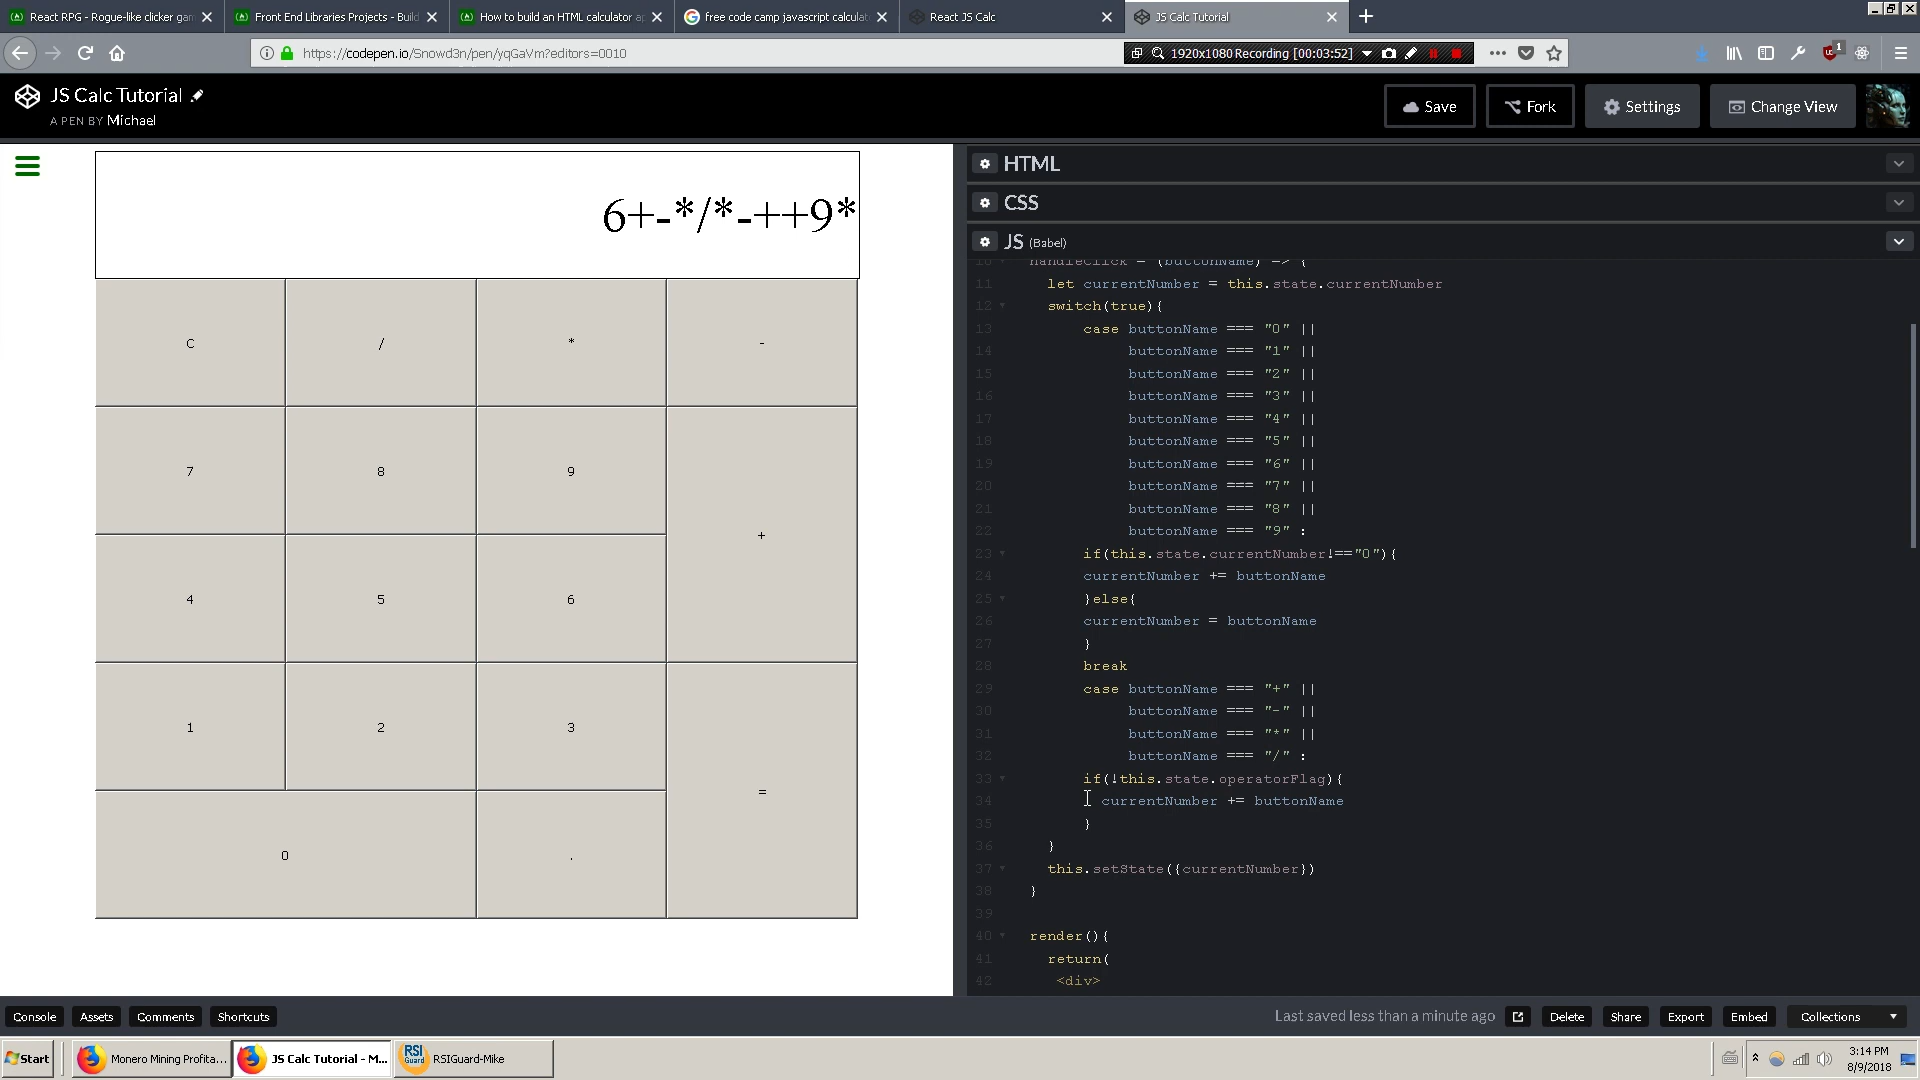 React RPG - Rogue-like clicker gam
Front End Libraries Projects - Build
How to build an HTML calculator ap
free code camp javascript calculat
React JS Calc
JS Calc Tutorial
https://codepen.io/Snowd3n/pen/yqGaVm?editors=0010
1920x1080 Recording [00:03:52]
1
JS Calc Tutorial
A PEN BY Michael
Save
Fork
Settings
Change View
6+-*/*-++9*
C
/
*
-
7
8
9
+
4
5
6
1
2
3
=
0
.
HTML
CSS
JS (Babel)
10 handleClick = (buttonName) => {
11 let currentNumber = this.state.currentNumber
12 switch(true){
13 case buttonName === "0" ||
14 buttonName === "1" ||
15 buttonName === "2" ||
16 buttonName === "3" ||
17 buttonName === "4" ||
18 buttonName === "5" ||
19 buttonName === "6" ||
20 buttonName === "7" ||
21 buttonName === "8" ||
22 buttonName === "9" :
23 if(this.state.currentNumber!=="0"){
24 currentNumber += buttonName
25 }else{
26 currentNumber = buttonName
27 }
28 break
29 case buttonName === "+" ||
30 buttonName === "-" ||
31 buttonName === "*" ||
32 buttonName === "/" :
33 if(!this.state.operatorFlag){
34 currentNumber += buttonName
35 }
36 }
37 this.setState({currentNumber})
38 }
39
40 render(){
41 return(
42 <div>
Console
Assets
Comments
Shortcuts
Last saved less than a minute ago
Delete
Share
Export
Embed
Collections
Start
Monero Mining Profita...
JS Calc Tutorial - M...
RSI Guard
RSIGuard-Mike
3:14 PM
8/9/2018